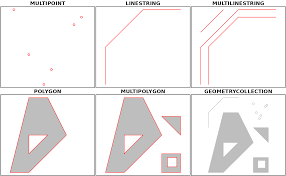 MULTIPOINT
LINESTRING
MULTILINESTRING
POLYGON
MULTIPOLYGON
GEOMETRYCOLLECTION